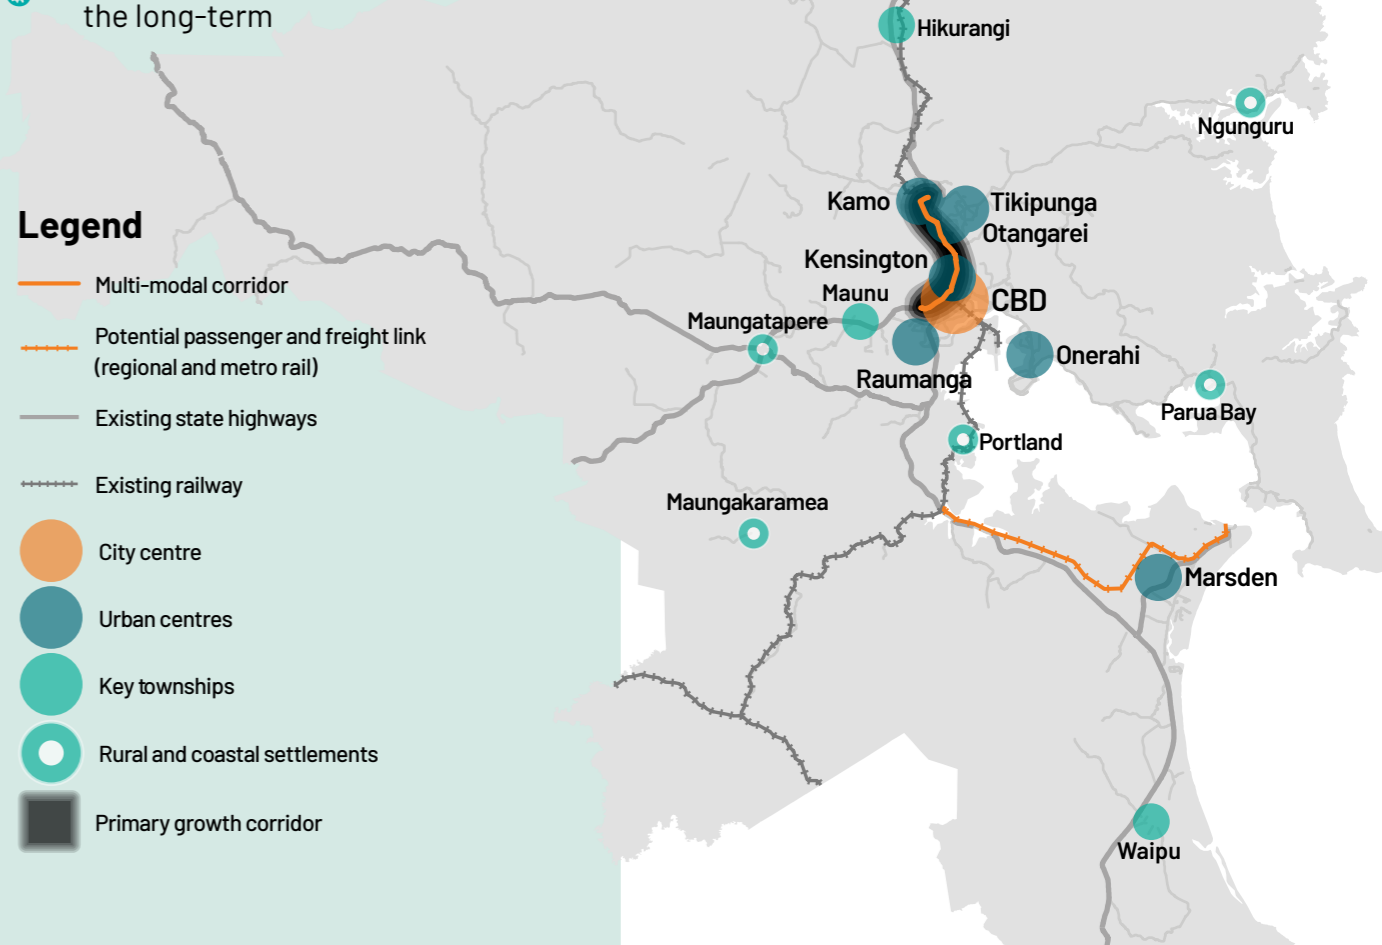 the long-term
Hikurangi
Ngunguru
Kamo
Tikipunga
Otangarei
Kensington
Maunu
CBD
Maungatapere
Onerahi
Raumanga
Parua Bay
Portland
Maungakaramea
Marsden
Waipu
Legend
Multi-modal corridor
Potential passenger and freight link
(regional and metro rail)
Existing state highways
Existing railway
City centre
Urban centres
Key townships
Rural and coastal settlements
Primary growth corridor